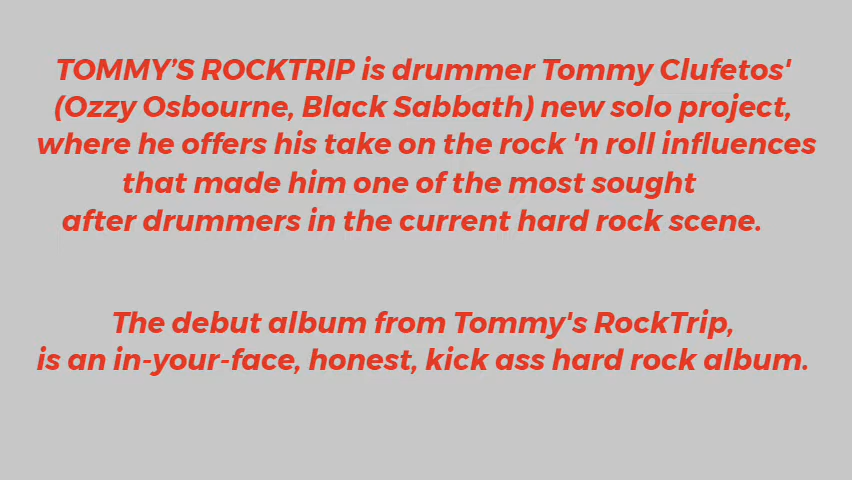 TOMMY’S ROCKTRIP is drummer Tommy Clufetos'
(Ozzy Osbourne, Black Sabbath) new solo project,
where he offers his take on the rock 'n roll influences
that made him one of the most sought
after drummers in the current hard rock scene.
The debut album from Tommy's RockTrip,
is an in-your-face, honest, kick ass hard rock album.